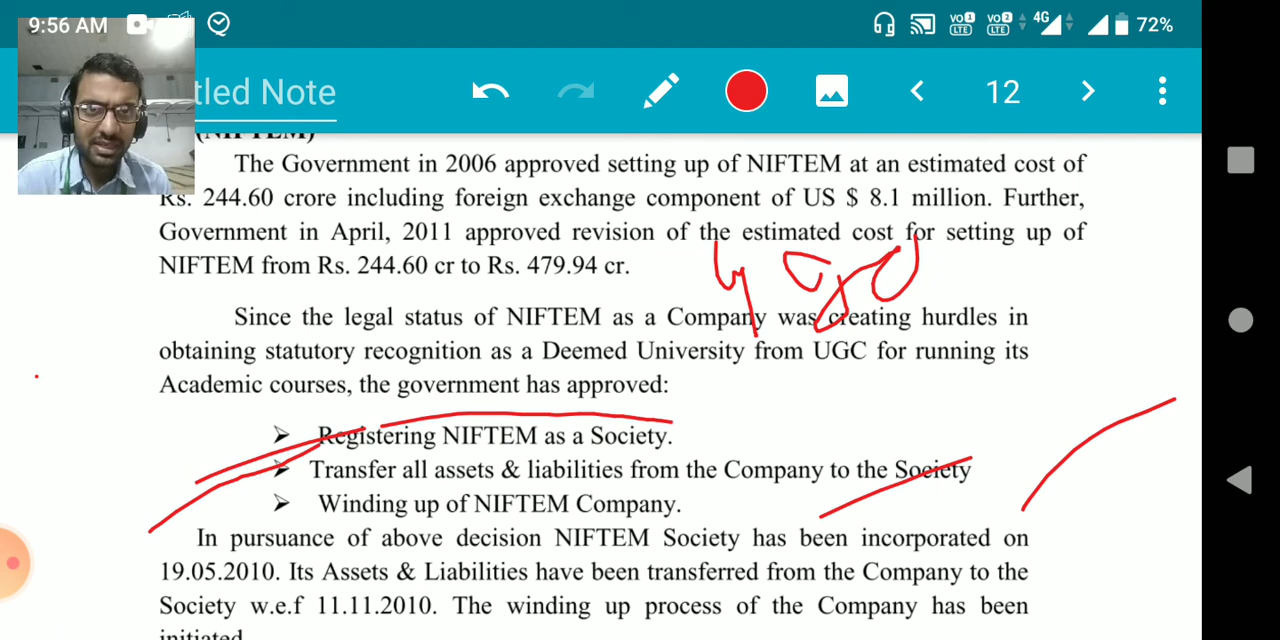 9:56 AM
VO 1 LTE VO 2 LTE 4G 72%
tled Note 12
The Government in 2006 approved setting up of NIFTEM at an estimated cost of
Rs. 244.60 crore including foreign exchange component of US $ 8.1 million. Further,
Government in April, 2011 approved revision of the estimated cost for setting up of
NIFTEM from Rs. 244.60 cr to Rs. 479.94 cr.
Since the legal status of NIFTEM as a Company was creating hurdles in
obtaining statutory recognition as a Deemed University from UGC for running its
Academic courses, the government has approved:
➢ Registering NIFTEM as a Society.
➢ Transfer all assets & liabilities from the Company to the Society
➢ Winding up of NIFTEM Company.
In pursuance of above decision NIFTEM Society has been incorporated on
19.05.2010. Its Assets & Liabilities have been transferred from the Company to the
Society w.e.f 11.11.2010. The winding up process of the Company has been
initiated